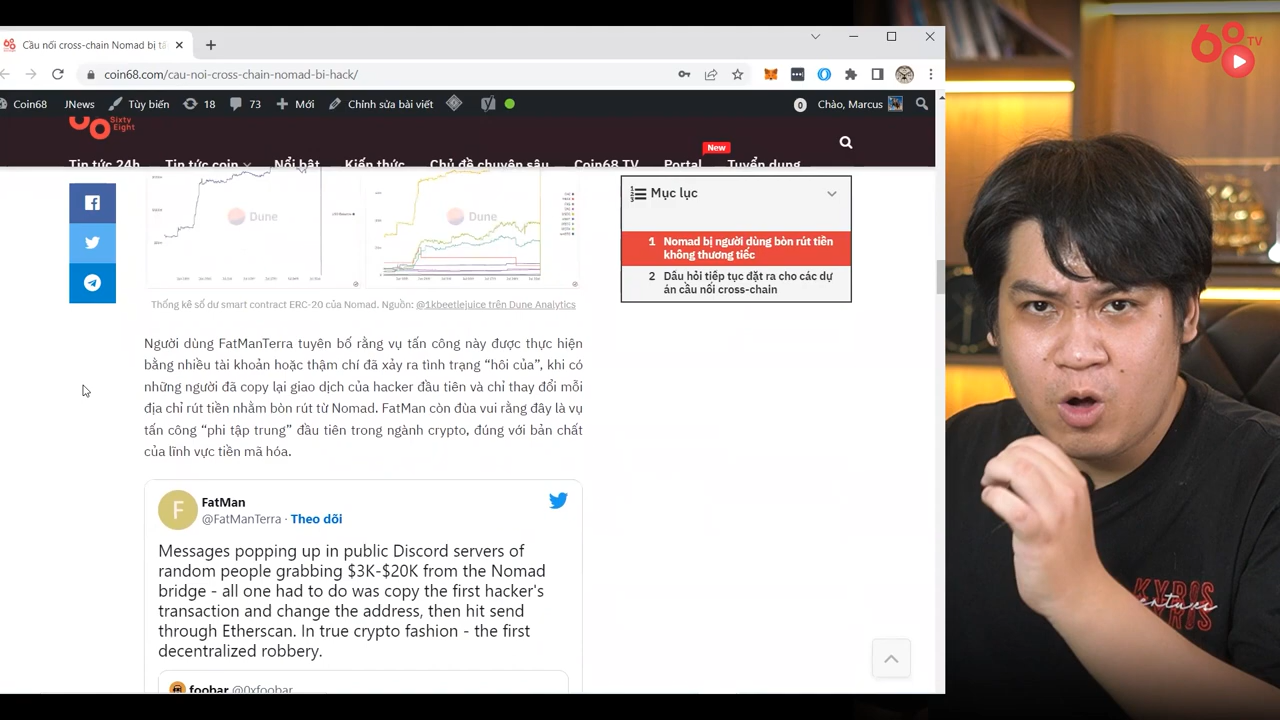 68
TV
Cầu nối cross-chain Nomad bị tấ
coin68.com/cau-noi-cross-chain-nomad-bi-hack/
Coin68
JNews
Tùy biến
18
73
Mới
Chỉnh sửa bài viết
0
Chào, Marcus
Sixty
Eight
New
Tin tức 24h
Tin tức coin
Nổi bật
Kiến thức
Chủ đề chuyên sâu
Coin68 TV
Portal
Tuyển dụng
Dune
Dune
Thống kê số dư smart contract ERC-20 của Nomad. Nguồn: @1kbeetlejuice trên Dune Analytics
Mục lục
1 Nomad bị người dùng bòn rút tiền
không thương tiếc
2 Dấu hỏi tiếp tục đặt ra cho các dự
án cầu nối cross-chain
Người dùng FatManTerra tuyên bố rằng vụ tấn công này được thực hiện
bằng nhiều tài khoản hoặc thậm chí đã xảy ra tình trạng “hôi của”, khi có
những người đã copy lại giao dịch của hacker đầu tiên và chỉ thay đổi mỗi
địa chỉ rút tiền nhằm bòn rút từ Nomad. FatMan còn đùa vui rằng đây là vụ
tấn công “phi tập trung” đầu tiên trong ngành crypto, đúng với bản chất
của lĩnh vực tiền mã hóa.
F
FatMan
@FatManTerra · Theo dõi
Messages popping up in public Discord servers of
random people grabbing $3K-$20K from the Nomad
bridge - all one had to do was copy the first hacker's
transaction and change the address, then hit send
through Etherscan. In true crypto fashion - the first
decentralized robbery.
foobar @0xfoobar
KYROS
ventures
KYROS